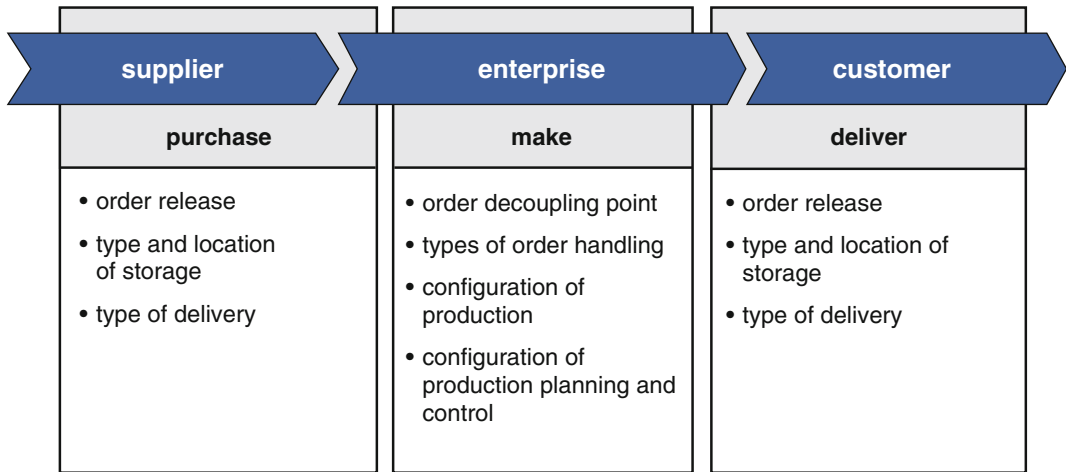 supplier
enterprise
customer
purchase
make
deliver
• order release
• type and location
of storage
• type of delivery
• order decoupling point
• types of order handling
• configuration of
production
• configuration of
production planning and
control
• order release
• type and location of
storage
• type of delivery